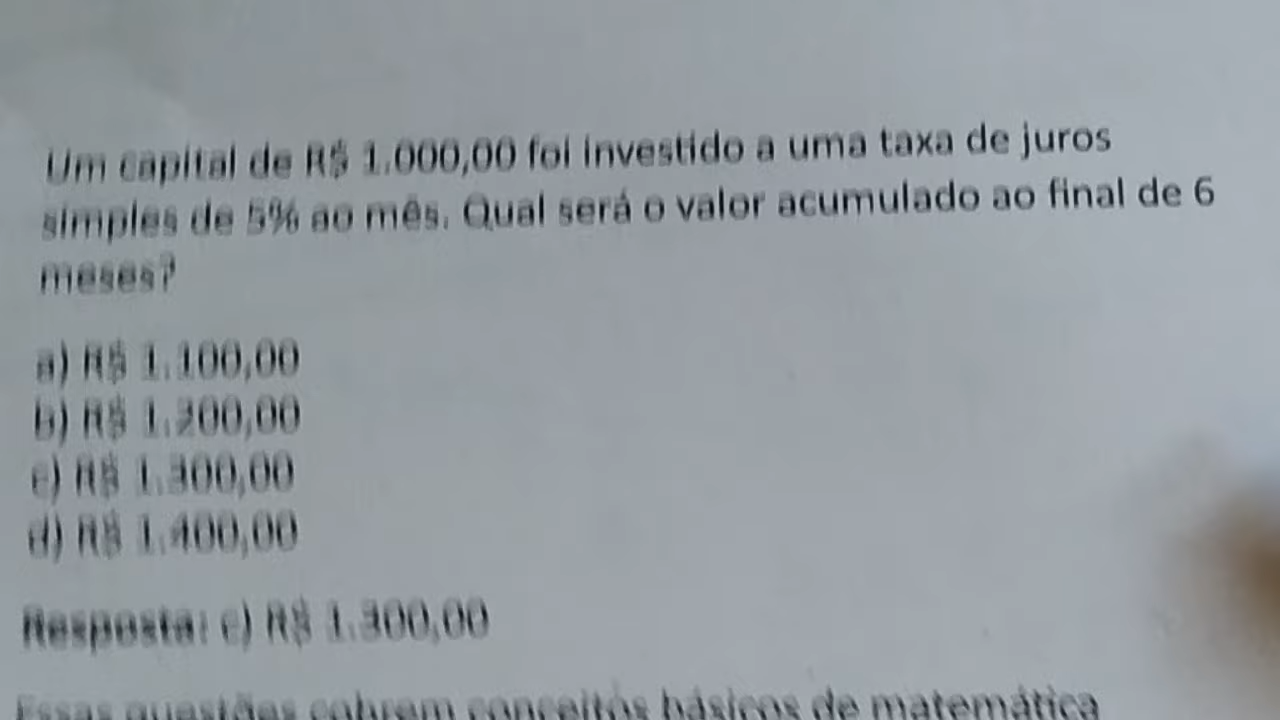 Um capital de R$ 1.000,00 foi investido a uma taxa de juros
simples de 5% ao mês. Qual será o valor acumulado ao final de 6
meses?
a) R$ 1.100,00
b) R$ 1.200,00
c) R$ 1.300,00
d) R$ 1.400,00
Resposta: c) R$ 1.300,00
Essas questões cobrem conceitos básicos de matemática